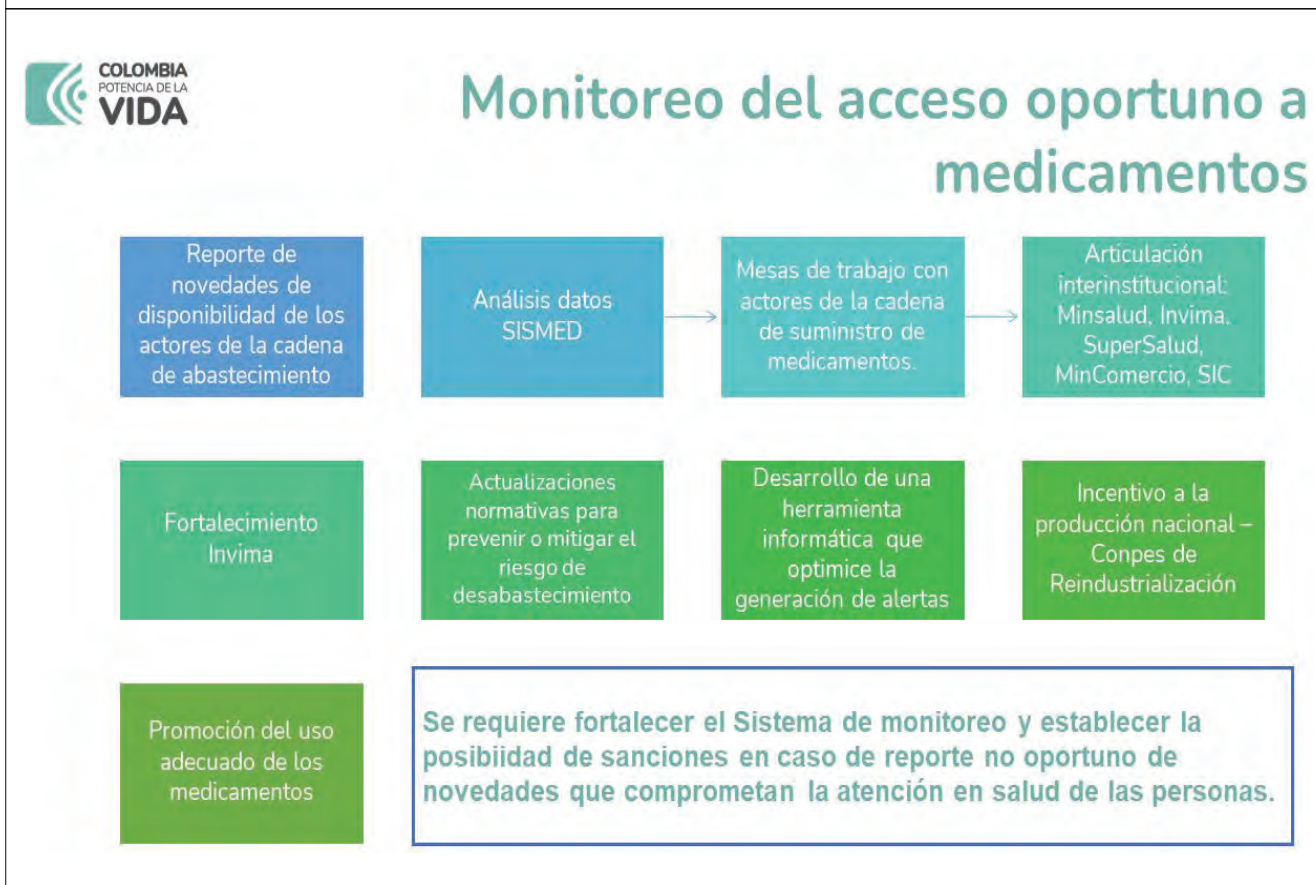 COLOMBIA
POTENCIA DE LA
VIDA
Monitoreo del acceso oportuno a
medicamentos
Reporte de
novedades de
disponibilidad de los
actores de la cadena
de abastecimiento
Análisis datos
SISMED
Mesas de trabajo con
actores de la cadena
de suministro de
medicamentos.
Articulación
interinstitucional:
Minsalud, Invima,
SuperSalud,
MinComercio, SIC
Fortalecimiento
Invima
Actualizaciones
normativas para
prevenir o mitigar el
riesgo de
desabastecimiento
Desarrollo de una
herramienta
informática que
optimice la
generación de alertas
Incentivo a la
producción nacional –
Conpes de
Reindustrialización
Promoción del uso
adecuado de los
medicamentos
Se requiere fortalecer el Sistema de monitoreo y establecer la
posibiidad de sanciones en caso de reporte no oportuno de
novedades que comprometan la atención en salud de las personas.